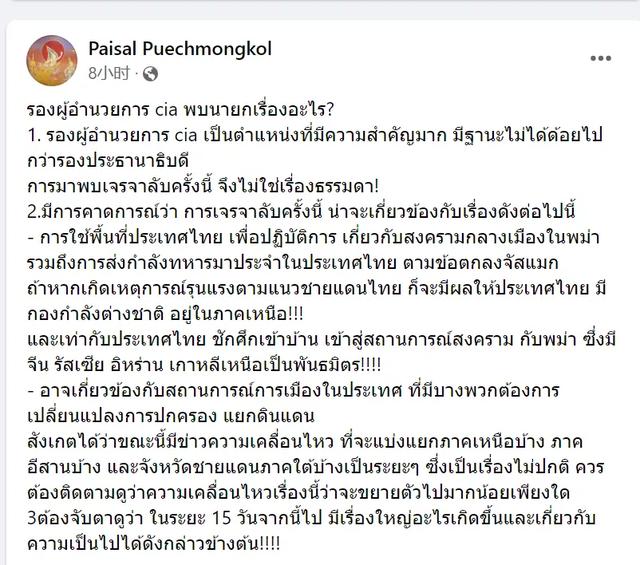 Paisal Puechmongkol
8小时
รองผู้อำนวยการ cia พบนายกเรื่องอะไร?
1. รองผู้อำนวยการ cia เป็นตำแหน่งที่มีความสำคัญมาก มีฐานะไม่ได้ด้อยไป
กว่ารองประธานาธิบดี
การมาพบเจรจาลับครั้งนี้ จึงไม่ใช่เรื่องธรรมดา!
2.มีการคาดการณ์ว่า การเจรจาลับครั้งนี้ น่าจะเกี่ยวข้องกับเรื่องดังต่อไปนี้
- การใช้พื้นที่ประเทศไทย เพื่อปฏิบัติการ เกี่ยวกับสงครามกลางเมืองในพม่า
รวมถึงการส่งกำลังทหารมาประจำในประเทศไทย ตามข้อตกลงจัสแมก
ถ้าหากเกิดเหตุการณ์รุนแรงตามแนวชายแดนไทย ก็จะมีผลให้ประเทศไทย มี
กองกำลังต่างชาติ อยู่ในภาคเหนือ!!!
และเท่ากับประเทศไทย ชักศึกเข้าบ้าน เข้าสู่สถานการณ์สงคราม กับพม่า ซึ่งมี
จีน รัสเซีย อิหร่าน เกาหลีเหนือเป็นพันธมิตร!!!!
- อาจเกี่ยวข้องกับสถานการณ์การเมืองในประเทศ ที่มีบางพวกต้องการ
เปลี่ยนแปลงการปกครอง แยกดินแดน
สังเกตได้ว่าขณะนี้มีข่าวความเคลื่อนไหว ที่จะแบ่งแยกภาคเหนือบ้าง ภาค
อีสานบ้าง และจังหวัดชายแดนภาคใต้บ้างเป็นระยะๆ ซึ่งเป็นเรื่องไม่ปกติ ควร
ต้องติดตามดูว่าความเคลื่อนไหวเรื่องนี้ว่าจะขยายตัวไปมากน้อยเพียงใด
3ต้องจับตาดูว่า ในระยะ 15 วันจากนี้ไป มีเรื่องใหญ่อะไรเกิดขึ้นและเกี่ยวกับ
ความเป็นไปได้ดังกล่าวข้างต้น!!!!